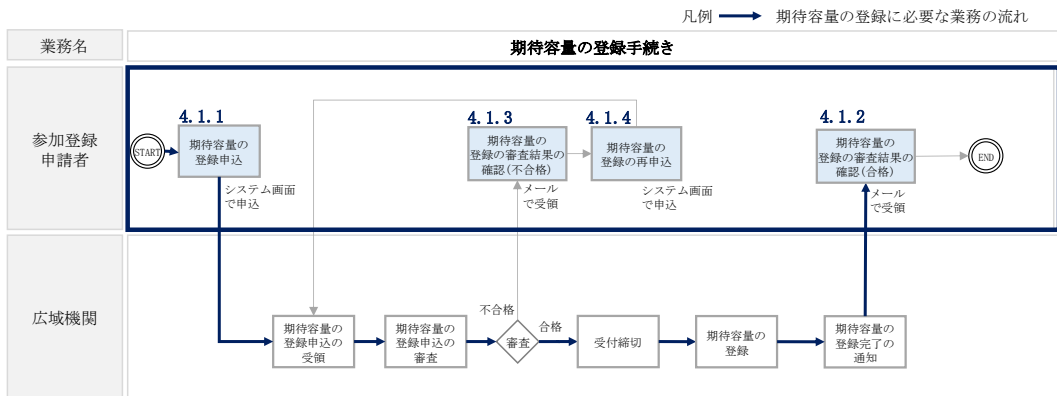 凡例
期待容量の登録に必要な業務の流れ
業務名
期待容量の登録手続き
参加登録
申請者
START
4.1.1
期待容量の
登録申込
システム画面
で申込
4.1.3
期待容量の
登録の審査結果の
確認(不合格)
メール
で受領
4.1.4
期待容量の
登録の再申込
システム画面
で申込
4.1.2
期待容量の
登録の審査結果の
確認(合格)
メール
で受領
END
広域機関
期待容量の
登録申込の
受領
期待容量の
登録申込の
審査
不合格
審査
合格
受付締切
期待容量の
登録
期待容量の
登録完了の
通知